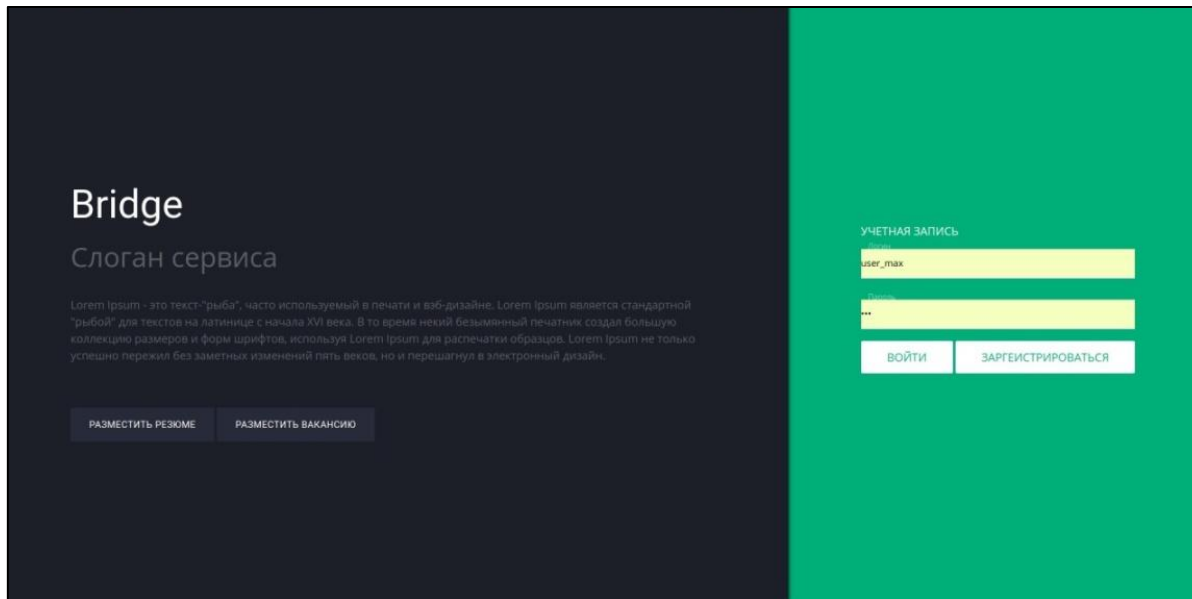 Bridge
Слоган сервиса
Lorem Ipsum - это текст-"рыба", часто используемый в печати и вэб-дизайне. Lorem Ipsum является стандартной
"рыбой" для текстов на латинице с начала XVI века. В то время некий безымянный печатник создал большую
коллекцию размеров и форм шрифтов, используя Lorem Ipsum для распечатки образцов. Lorem Ipsum не только
успешно пережил без заметных изменений пять веков, но и перешагнул в электронный дизайн.
РАЗМЕСТИТЬ РЕЗЮМЕ РАЗМЕСТИТЬ ВАКАНСИЮ
УЧЕТНАЯ ЗАПИСЬ
Логин
user_max
Пароль
•••
ВОЙТИ ЗАРГЕИСТРИРОВАТЬСЯ